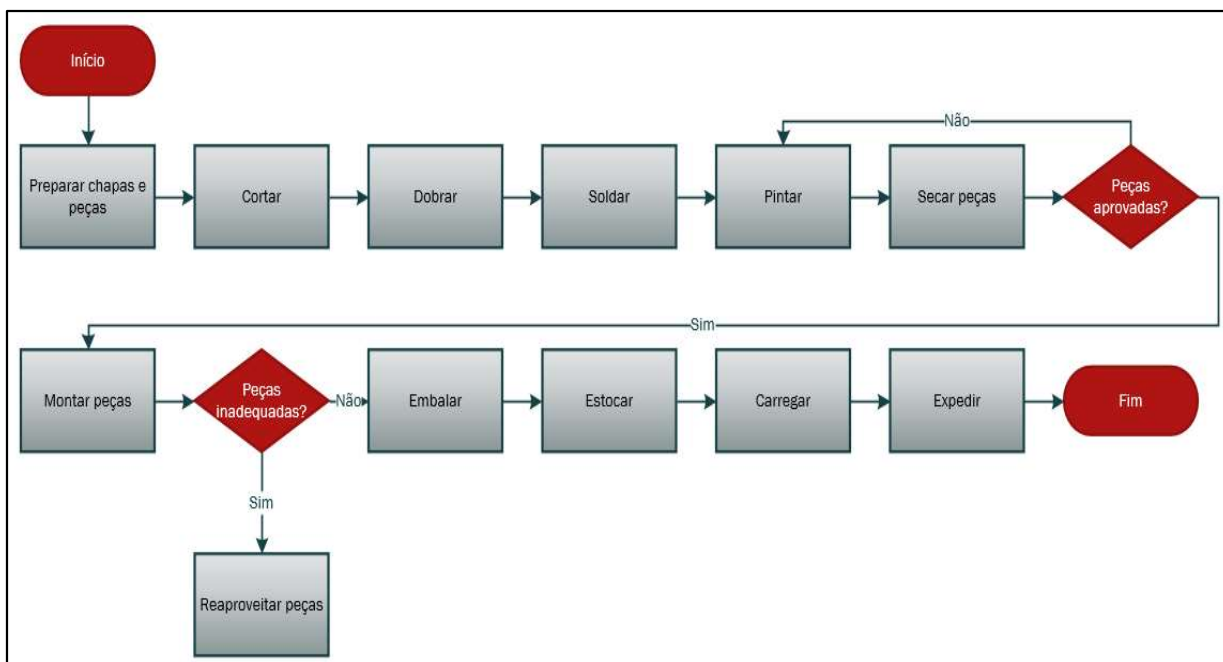 Início
Não
Preparar chapas e
peças
Cortar
Dobrar
Soldar
Pintar
Secar peças
Peças
aprovadas?
Sim
Montar peças
Peças
inadequadas?
Não
Embalar
Estocar
Carregar
Expedir
Fim
Sim
Reaproveitar peças